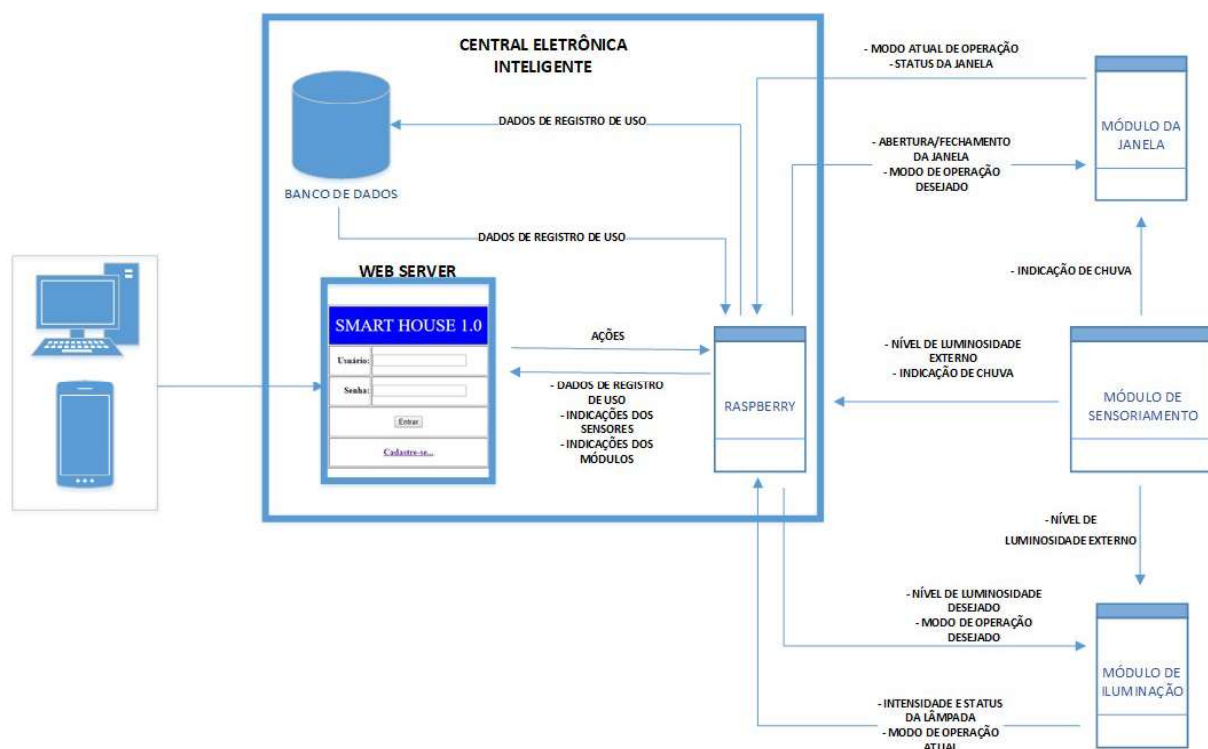 CENTRAL ELETRÔNICA
INTELIGENTE
BANCO DE DADOS
DADOS DE REGISTRO DE USO
DADOS DE REGISTRO DE USO
WEB SERVER
SMART HOUSE 1.0
Usuário:
Senha:
Entrar
Cadastre-se...
AÇÕES
- DADOS DE REGISTRO
DE USO
- INDICAÇÕES DOS
SENSORES
- INDICAÇÕES DOS
MÓDULOS
RASPBERRY
- MODO ATUAL DE OPERAÇÃO
- STATUS DA JANELA
- ABERTURA/FECHAMENTO
DA JANELA
- MODO DE OPERAÇÃO
DESEJADO
MÓDULO DA
JANELA
- INDICAÇÃO DE CHUVA
- NÍVEL DE LUMINOSIDADE
EXTERNO
- INDICAÇÃO DE CHUVA
MÓDULO DE
SENSORIAMENTO
- NÍVEL DE
LUMINOSIDADE EXTERNO
- NÍVEL DE LUMINOSIDADE
DESEJADO
- MODO DE OPERAÇÃO
DESEJADO
MÓDULO DE
ILUMINAÇÃO
- INTENSIDADE E STATUS
DA LÂMPADA
- MODO DE OPERAÇÃO
ATUAL